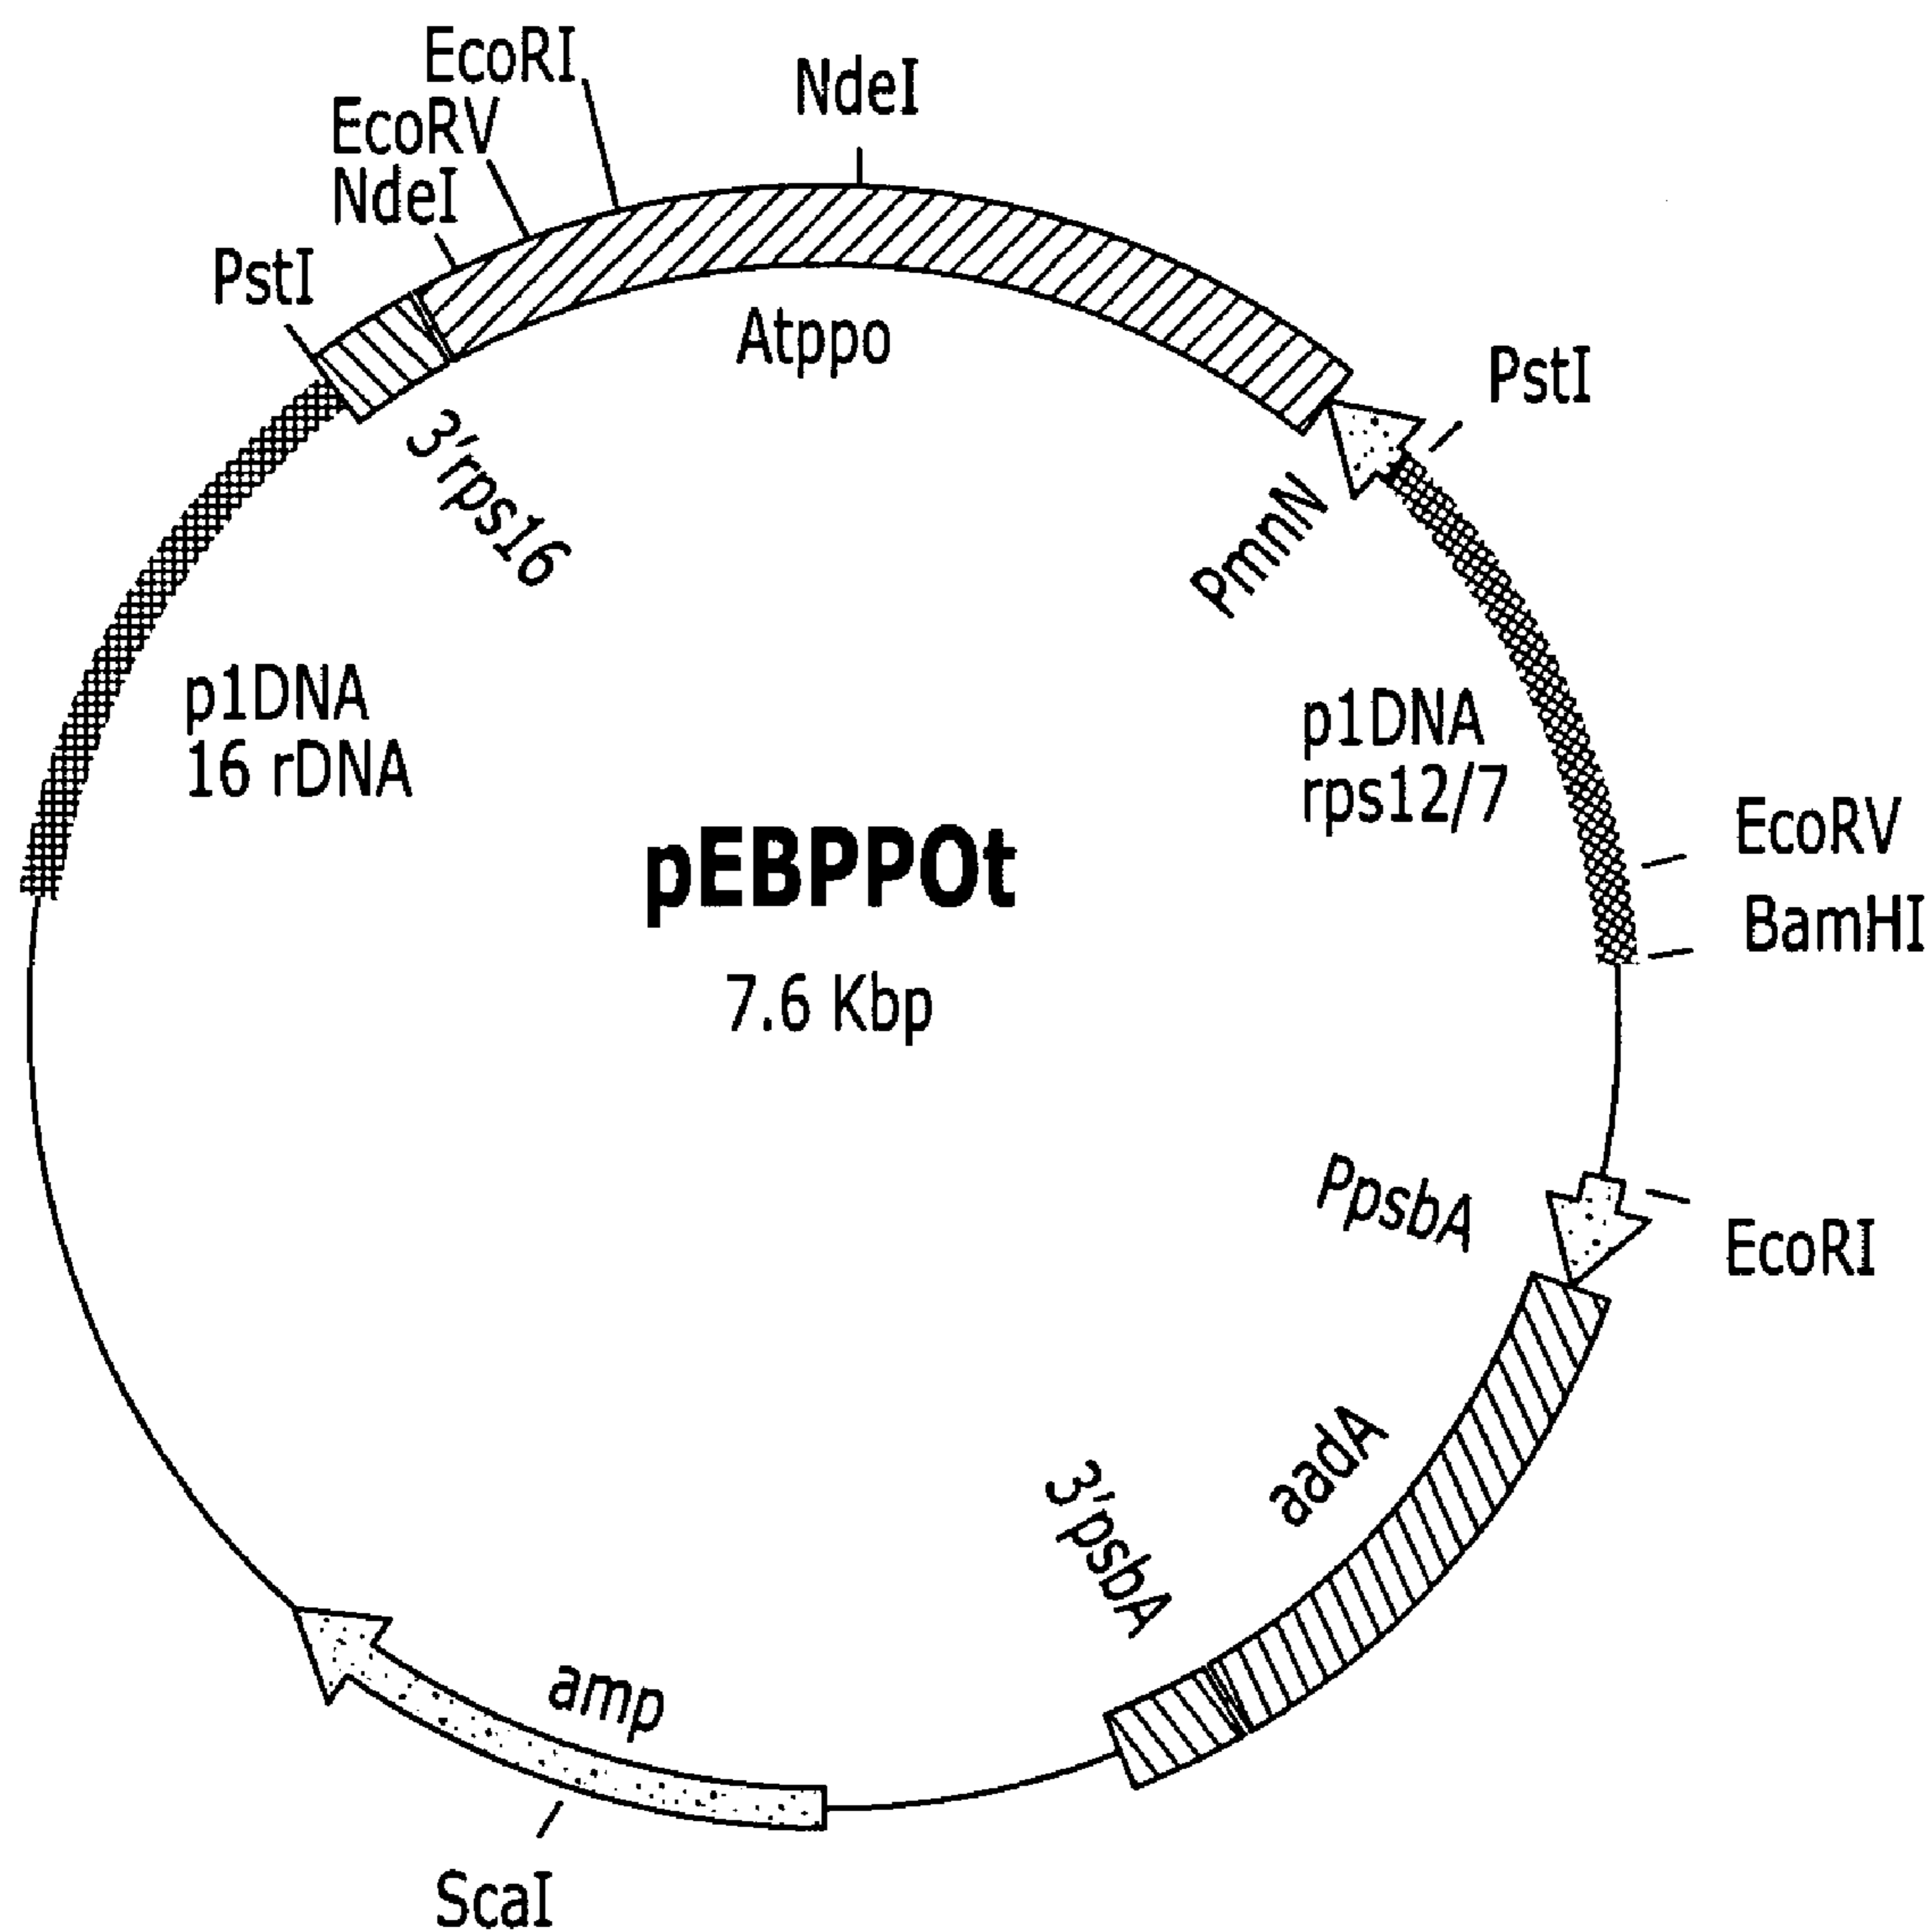 EcoRI
NdeI
EcoRV
NdeI
PstI
Atppo
PstI
3'rps16
pmnN
p1DNA
16 rDNA
p1DNA
rps12/7
EcoRV
pEBPPOt
BamHI
7.6 Kbp
PpsbA
EcoRI
aadA
3'psbA
amp
ScaI